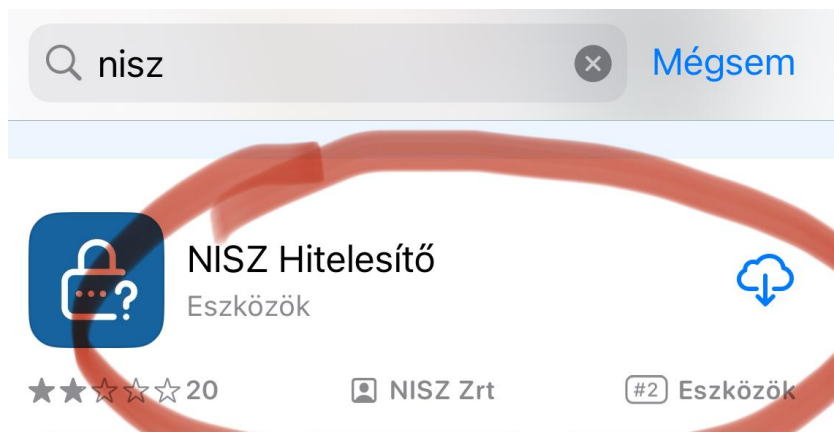 nisz
Mégsem
NISZ Hitelesítő
Eszközök
20
NISZ Zrt
#2 Eszközök